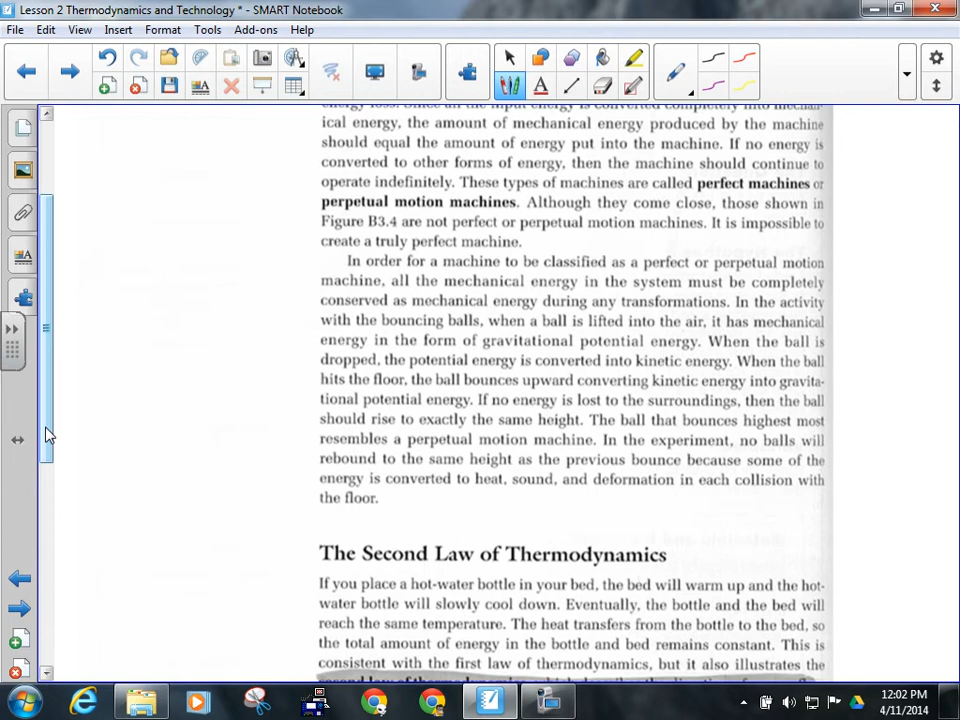 Lesson 2 Thermodynamics and Technology * - SMART Notebook
File Edit View Insert Format Tools Add-ons Help
energy loss. Since all the input energy is converted completely into mechan-
ical energy, the amount of mechanical energy produced by the machine
should equal the amount of energy put into the machine. If no energy is
converted to other forms of energy, then the machine should continue to
operate indefinitely. These types of machines are called perfect machines or
perpetual motion machines. Although they come close, those shown in
Figure B3.4 are not perfect or perpetual motion machines. It is impossible to
create a truly perfect machine.
In order for a machine to be classified as a perfect or perpetual motion
machine, all the mechanical energy in the system must be completely
conserved as mechanical energy during any transformations. In the activity
with the bouncing balls, when a ball is lifted into the air, it has mechanical
energy in the form of gravitational potential energy. When the ball is
dropped, the potential energy is converted into kinetic energy. When the ball
hits the floor, the ball bounces upward converting kinetic energy into gravita-
tional potential energy. If no energy is lost to the surroundings, then the ball
should rise to exactly the same height. The ball that bounces highest most
resembles a perpetual motion machine. In the experiment, no balls will
rebound to the same height as the previous bounce because some of the
energy is converted to heat, sound, and deformation in each collision with
the floor.
The Second Law of Thermodynamics
If you place a hot-water bottle in your bed, the bed will warm up and the hot-
water bottle will slowly cool down. Eventually, the bottle and the bed will
reach the same temperature. The heat transfers from the bottle to the bed, so
the total amount of energy in the bottle and bed remains constant. This is
consistent with the first law of thermodynamics, but it also illustrates the
second law of thermodynamics
12:02 PM
4/11/2014